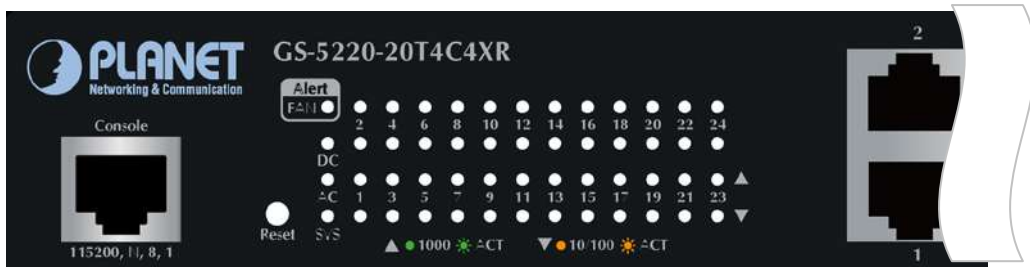 PLANET
Networking & Communication
GS-5220-20T4C4XR
Alert
FAN
2 4 6 8 10 12 14 16 18 20 22 24
DC
AC 1 3 5 7 9 11 13 15 17 19 21 23
SYS
Reset
1000 ACT 10/100 ACT
Console
115200, N, 8, 1
2
1